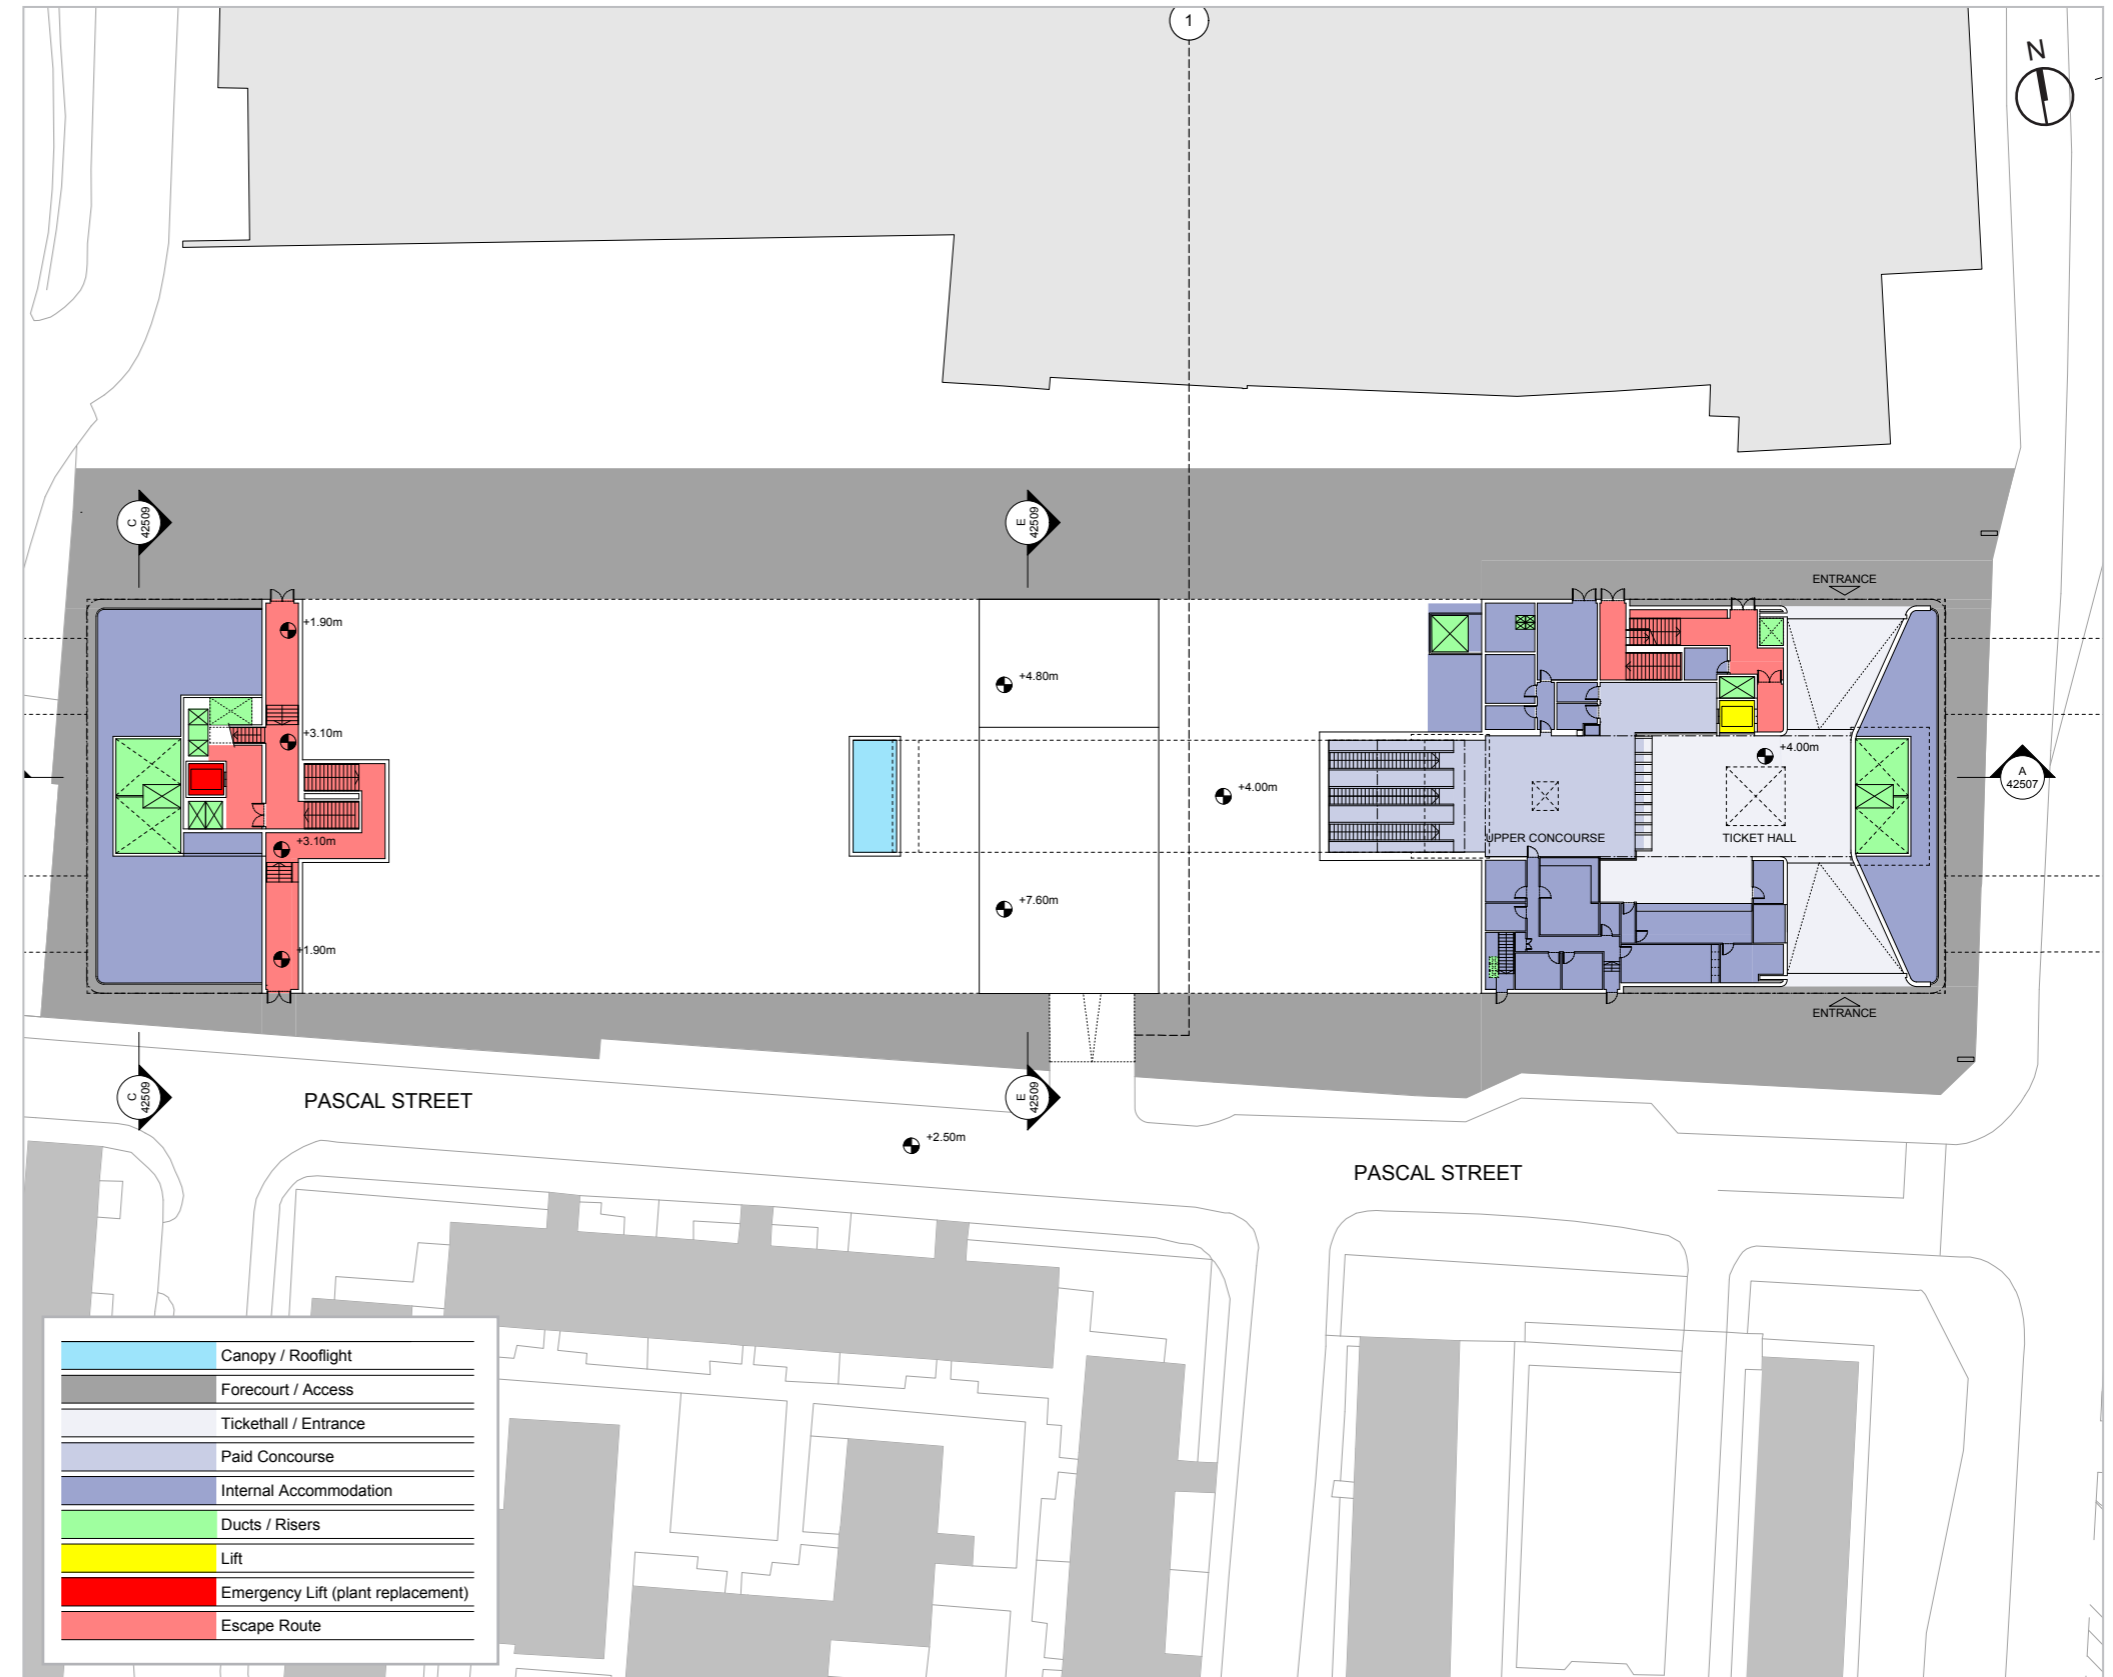 1
N
C
42509
E
42509
ENTRANCE
+1.90m
+4.80m
+3.10m
+4.00m
A
42507
+4.00m
UPPER CONCOURSE
TICKET HALL
+3.10m
+7.60m
+1.90m
ENTRANCE
C
42509
E
42509
PASCAL STREET
+2.50m
PASCAL STREET
Canopy / Rooflight
Forecourt / Access
Tickethall / Entrance
Paid Concourse
Internal Accommodation
Ducts / Risers
Lift
Emergency Lift (plant replacement)
Escape Route